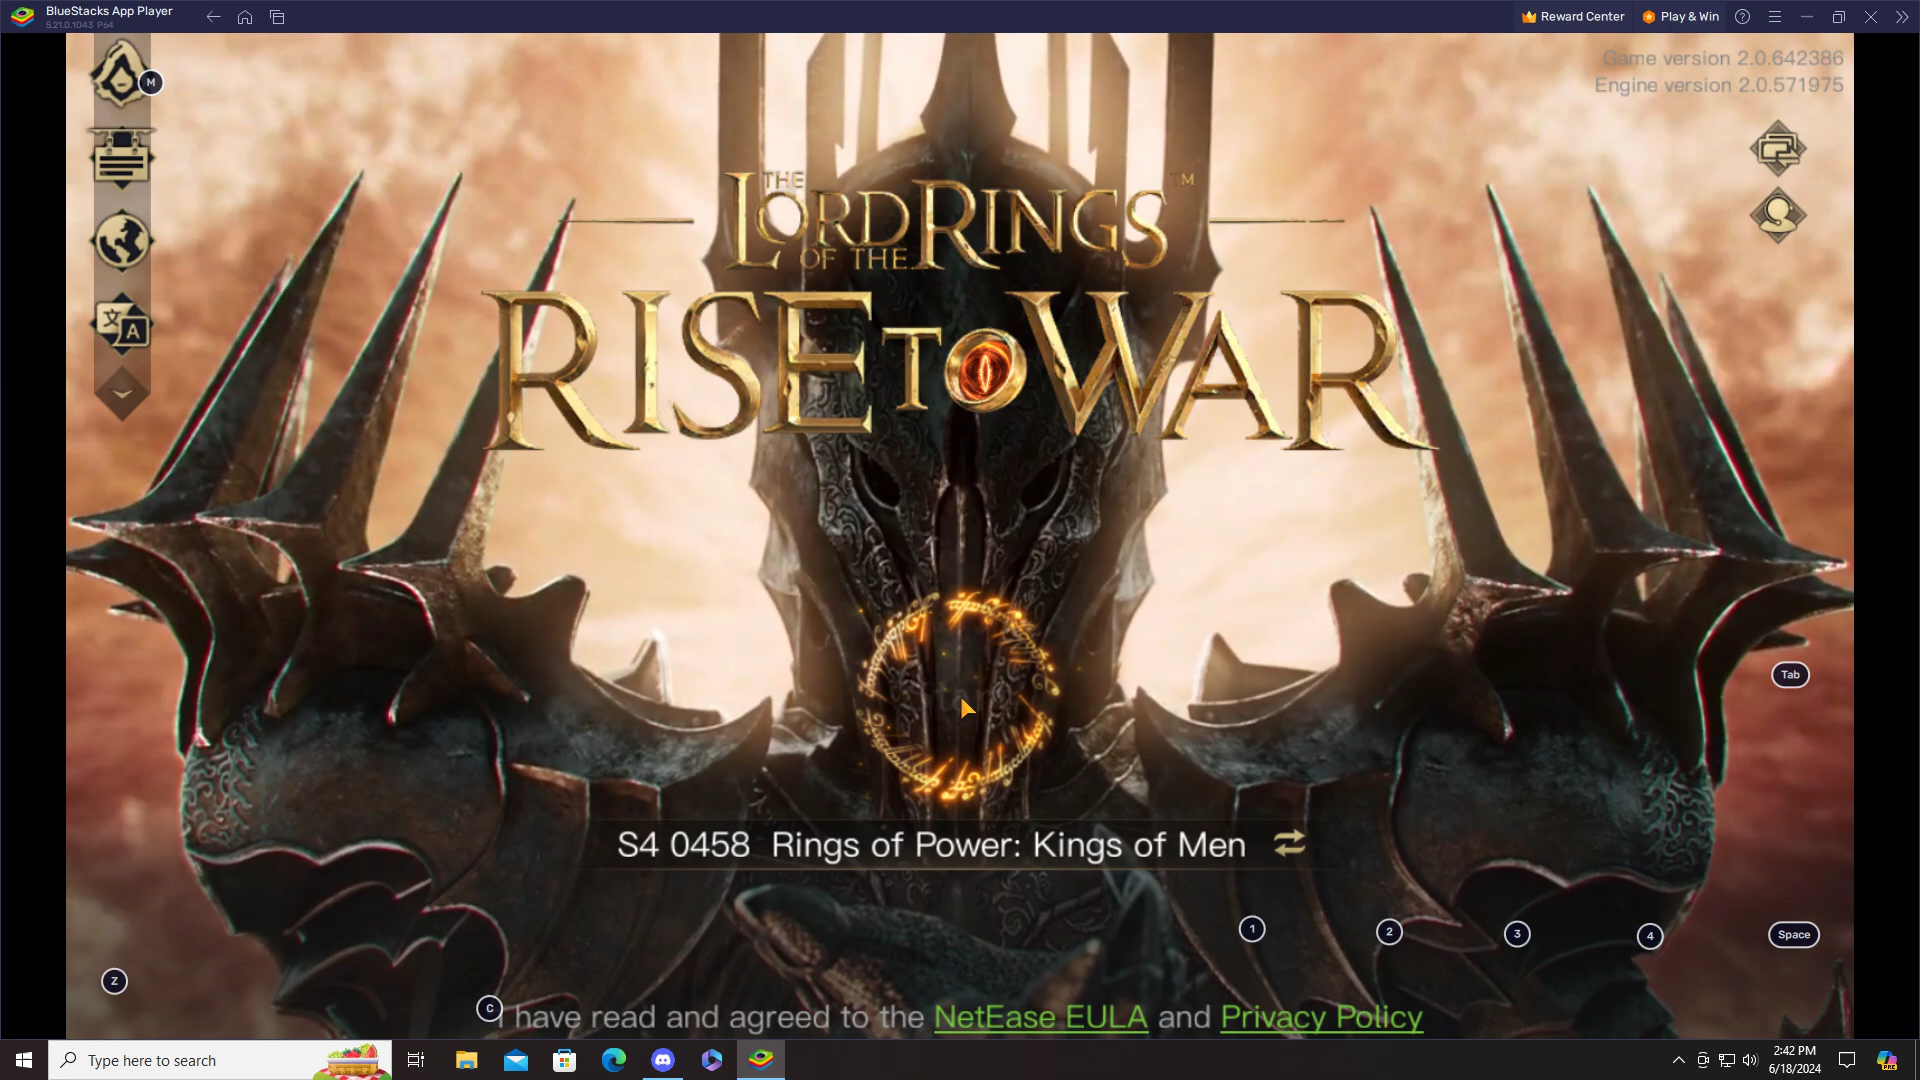 BlueStacks App Player
5.21.0.1043 P64
Reward Center
Play & Win
Game version 2.0.642386
Engine version 2.0.571975
M
文 A
THE LORD OF THE RINGS™
RISE TO WAR
Tab
S4 0458 Rings of Power: Kings of Men
1
2
3
4
Space
Z
C
I have read and agreed to the NetEase EULA and Privacy Policy
Type here to search
2:42 PM
6/18/2024
PRE